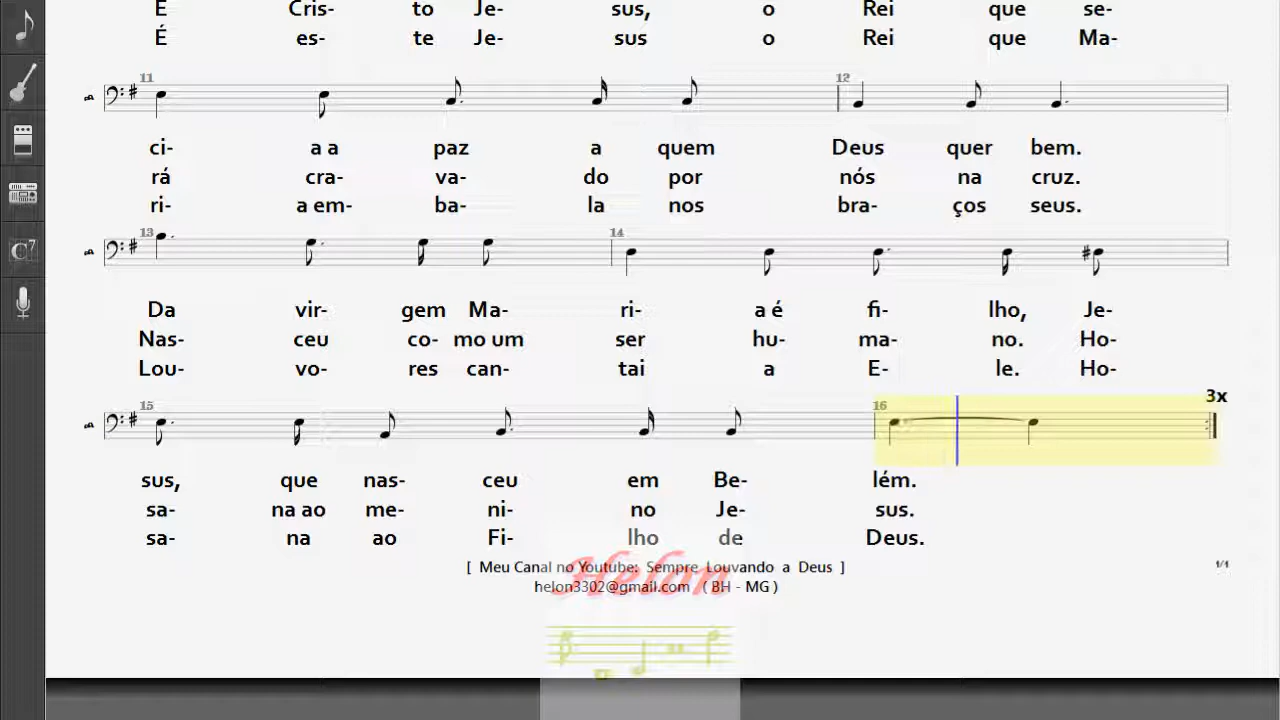 E Cris- to Je- sus, o Rei que se-
É es- te Je- sus o Rei que Ma-
11 12
ci- a a paz a quem Deus quer bem.
rá cra- va- do por nós na cruz.
ri- a em- ba- la nos bra- ços seus.
13 14
Da vir- gem Ma- ri- a é fi- lho, Je-
Nas- ceu co- mo um ser hu- ma- no. Ho-
Lou- vo- res can- tai a E- le. Ho-
3x
15 16
sus, que nas- ceu em Be- lém.
sa- na ao me- ni- no Je- sus.
sa- na ao Fi- lho de Deus.
[ Meu Canal no Youtube: Sempre Louvando a Deus ]
1/1
Helon
helon3302@gmail.com ( BH - MG )
C7